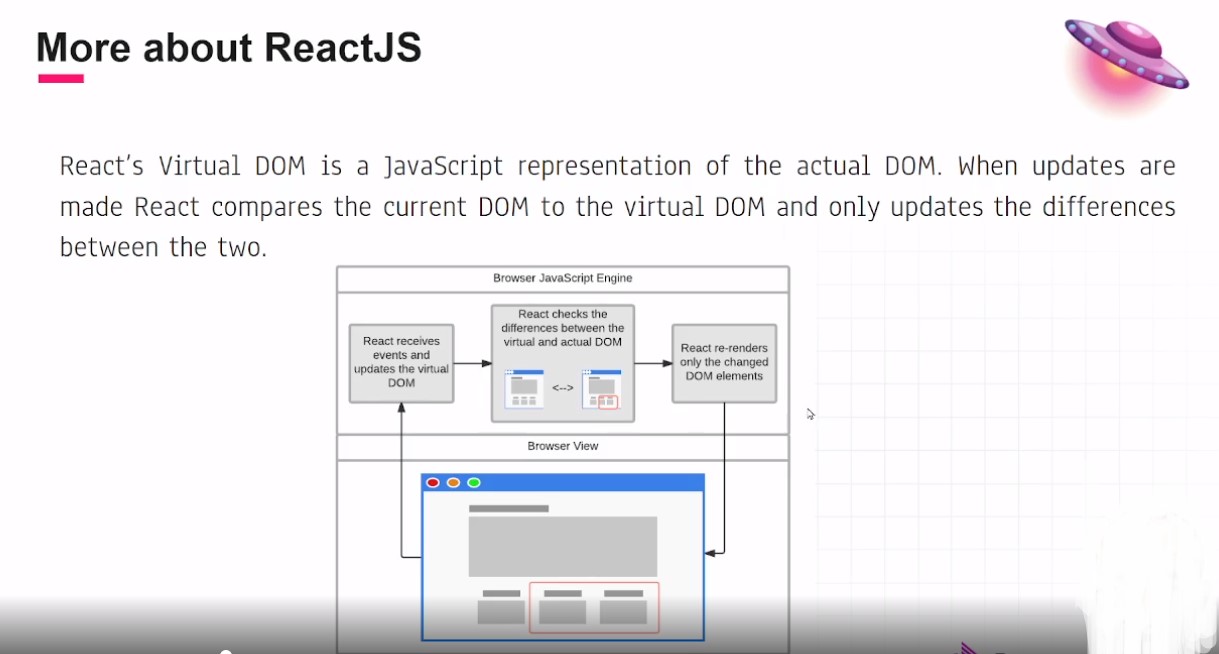 More about ReactJS
React's Virtual DOM is a JavaScript representation of the actual DOM. When updates are
made React compares the current DOM to the virtual DOM and only updates the differences
between the two.
Browser JavaScript Engine
React receives
events and
updates the virtual
DOM
React checks the
differences between the
virtual and actual DOM
<-->
React re-renders
only the changed
DOM elements
Browser View